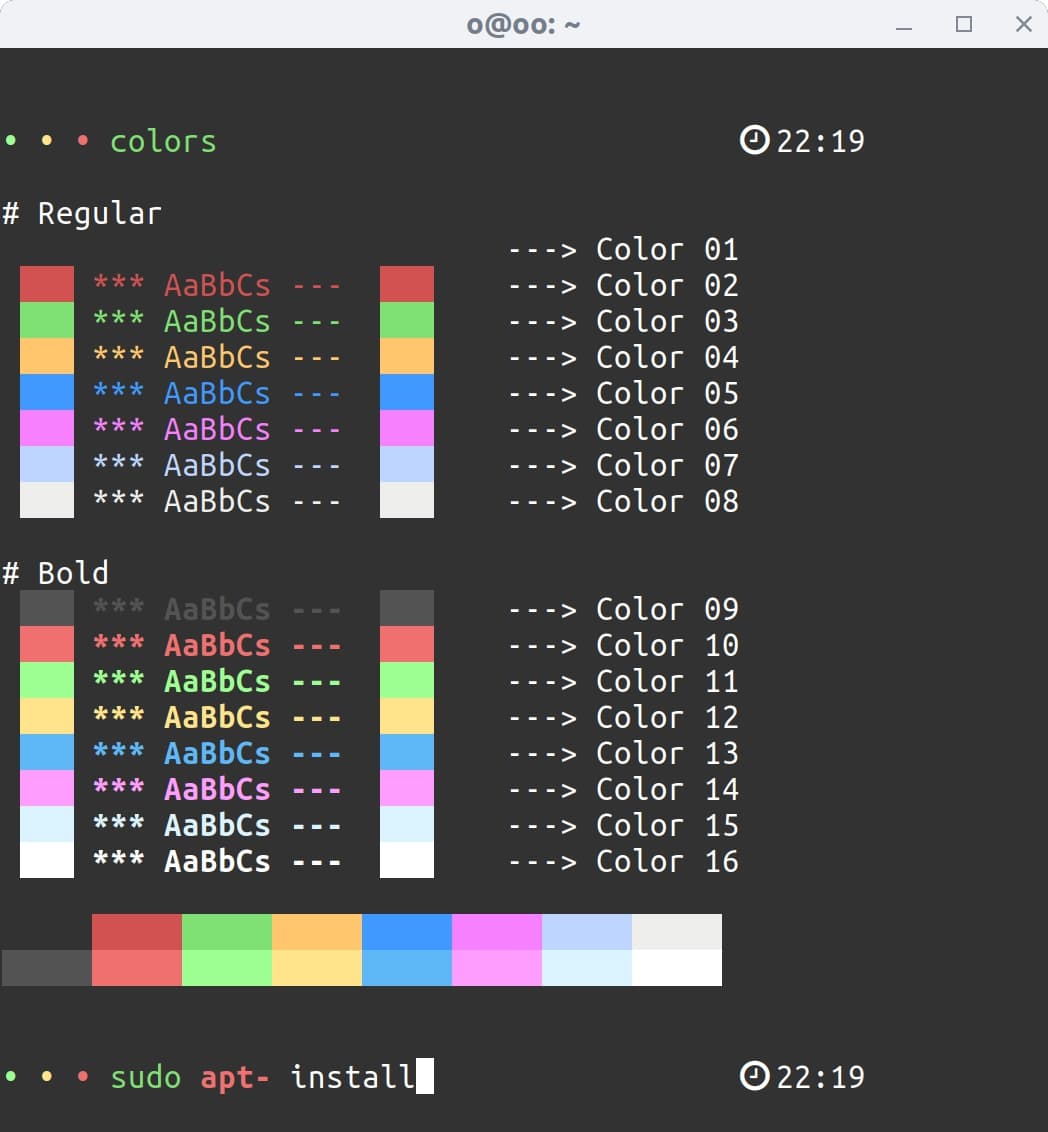 o@oo: ~
• • • colors 22:19
# Regular
---> Color 01
*** AaBbCs --- ---> Color 02
*** AaBbCs --- ---> Color 03
*** AaBbCs --- ---> Color 04
*** AaBbCs --- ---> Color 05
*** AaBbCs --- ---> Color 06
*** AaBbCs --- ---> Color 07
*** AaBbCs --- ---> Color 08
# Bold
*** AaBbCs --- ---> Color 09
*** AaBbCs --- ---> Color 10
*** AaBbCs --- ---> Color 11
*** AaBbCs --- ---> Color 12
*** AaBbCs --- ---> Color 13
*** AaBbCs --- ---> Color 14
*** AaBbCs --- ---> Color 15
*** AaBbCs --- ---> Color 16
• • • sudo apt- install 22:19